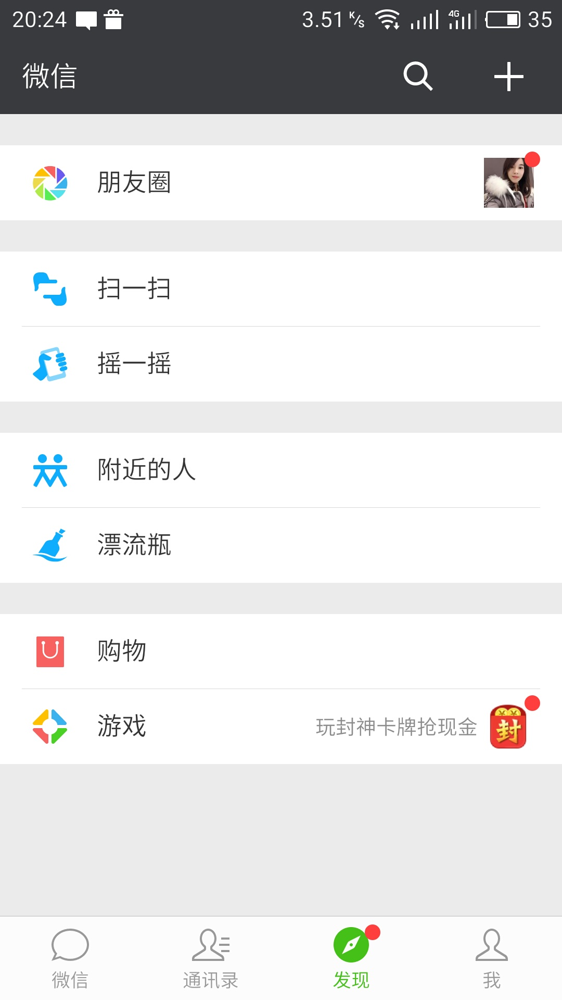 20:24 3.51 K/s 4G 35
微信
朋友圈
扫一扫
摇一摇
附近的人
漂流瓶
购物
游戏 玩封神卡牌抢现金 封
微信 通讯录 发现 我